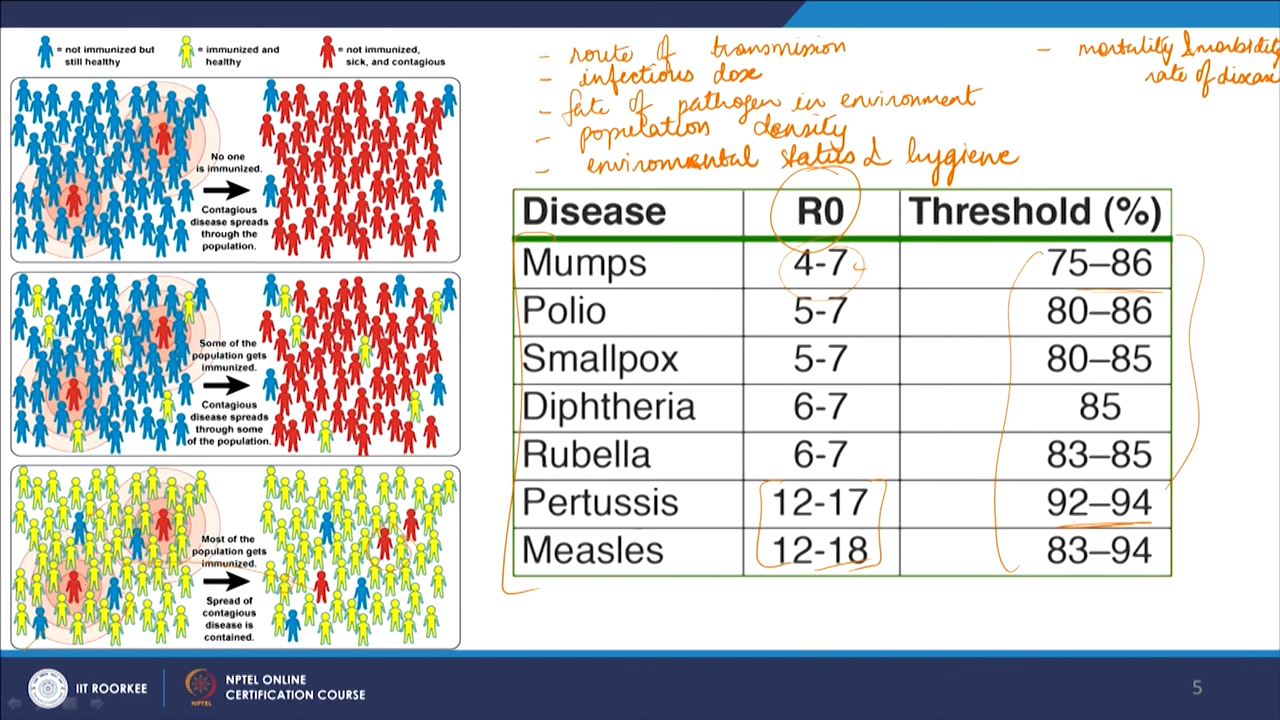 = not immunized but
still healthy
= immunized and
healthy
= not immunized,
sick, and contagious
No one
is immunized.
Contagious
disease spreads
through the
population.
Some of the
population gets
immunized.
Contagious
disease spreads
through some
of the population.
Most of the
population gets
immunized.
Spread of
contagious
disease is
contained.
- route of transmission
- infectious dose
- fate of pathogen in environment
- population density
- environmental status & hygiene
- mortality & morbidity
rate of disease
Disease R0 Threshold (%)
Mumps 4-7 75–86
Polio 5-7 80–86
Smallpox 5-7 80–85
Diphtheria 6-7 85
Rubella 6-7 83–85
Pertussis 12-17 92–94
Measles 12-18 83–94
IIT ROORKEE
NPTEL
NPTEL ONLINE
CERTIFICATION COURSE
5